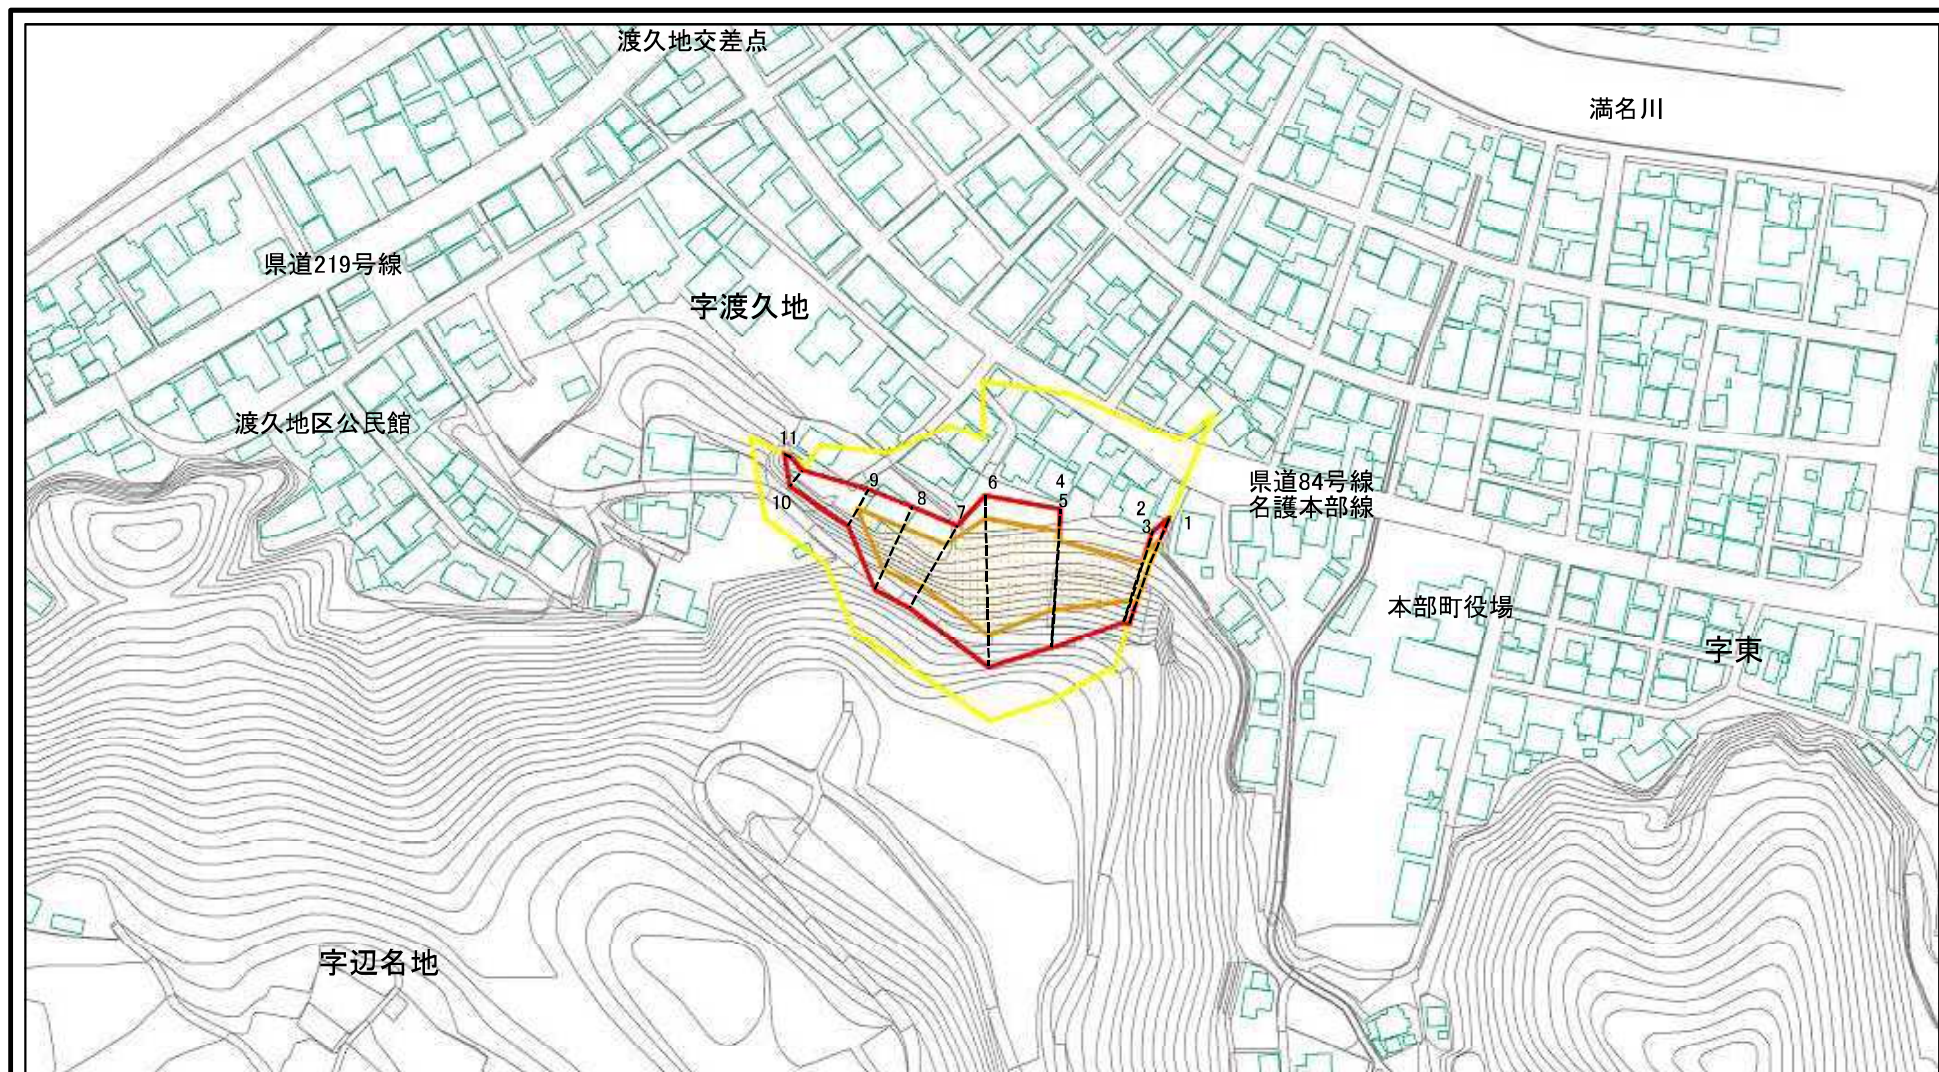 渡久地交差点
満名川
県道219号線
字渡久地
渡久地区公民館
11
10
9
8
7
6
4
5
2
3
1
県道84号線
名護本部線
本部町役場
字東
字辺名地